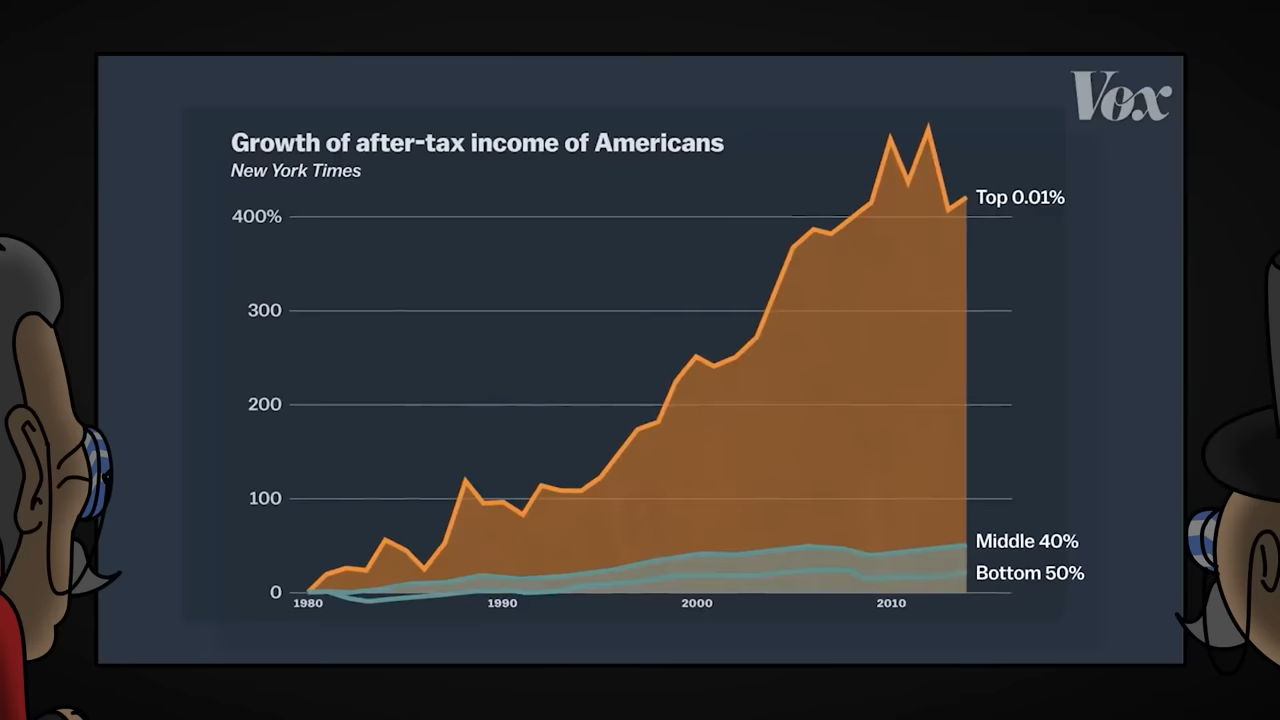 Vox
Growth of after-tax income of Americans
New York Times
Top 0.01%
400%
300
200
100
Middle 40%
Bottom 50%
0
1980 1990 2000 2010